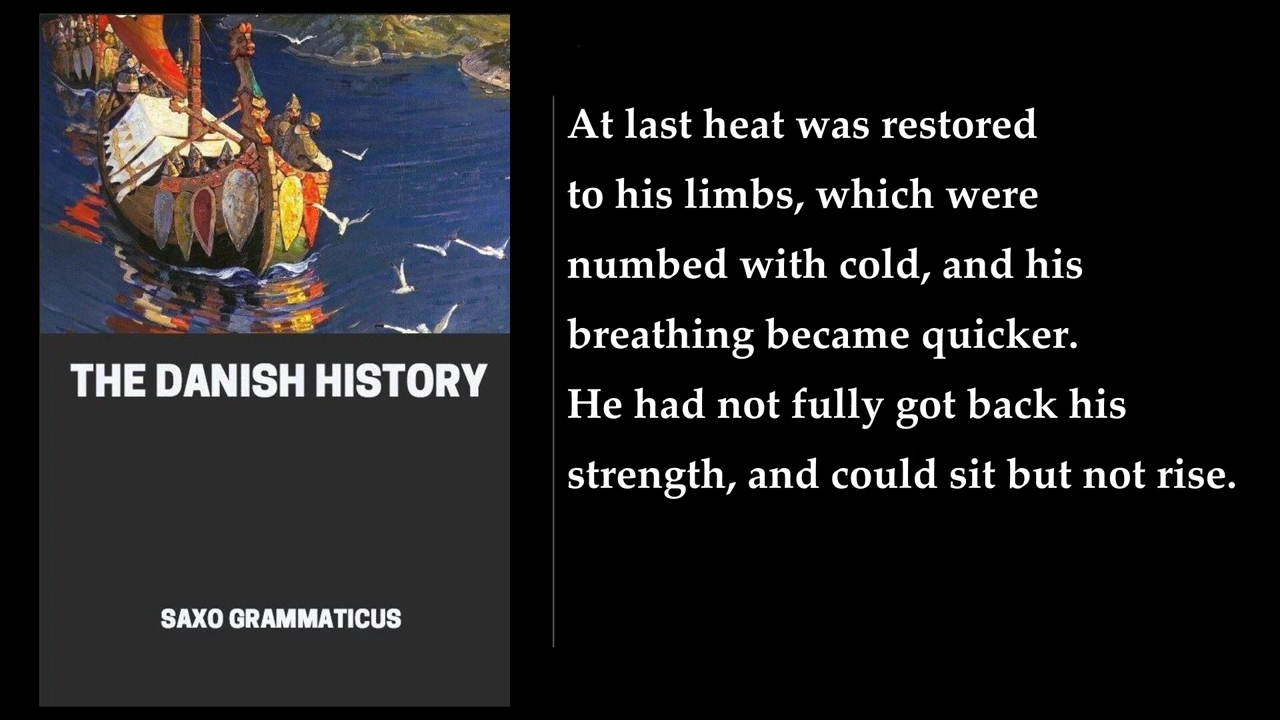 THE DANISH HISTORY
SAXO GRAMMATICUS
At last heat was restored
to his limbs, which were
numbed with cold, and his
breathing became quicker.
He had not fully got back his
strength, and could sit but not rise.